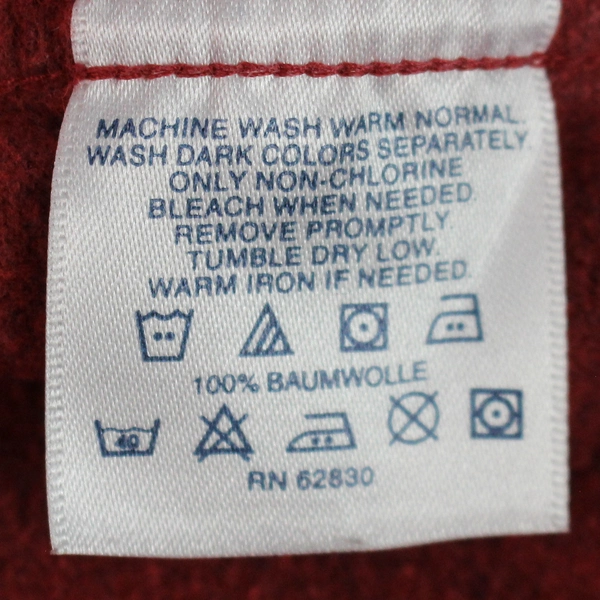 MACHINE WASH WARM NORMAL.
WASH DARK COLORS SEPARATELY
ONLY NON-CHLORINE
BLEACH WHEN NEEDED.
REMOVE PROMPTLY.
TUMBLE DRY LOW.
WARM IRON IF NEEDED.
100% BAUMWOLLE
40
RN 62830